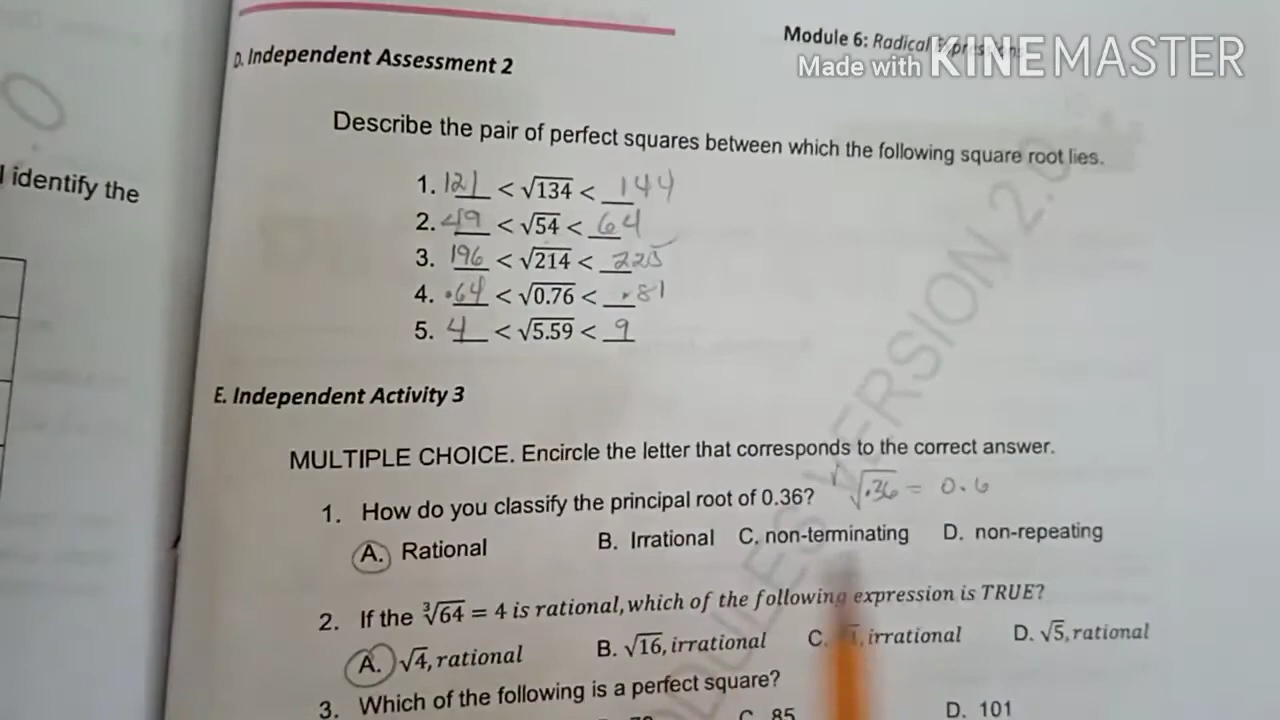 Module 6: Radical Expressions
Made with KINEMASTER
D. Independent Assessment 2
Describe the pair of perfect squares between which the following square root lies.
l identify the
1. 121 < √134 < 144
2. 49 < √54 < 64
3. 196 < √214 < 225
4. .64 < √0.76 < .81
5. 4 < √5.59 < 9
E. Independent Activity 3
MULTIPLE CHOICE. Encircle the letter that corresponds to the correct answer.
1. How do you classify the principal root of 0.36? √.36 = 0.6
A. Rational B. Irrational C. non-terminating D. non-repeating
2. If the ∛64 = 4 is rational, which of the following expression is TRUE?
A. √4, rational B. √16, irrational C. , irrational D. √5, rational
3. Which of the following is a perfect square?
C. 85 D. 101
MODULES VERSION 2.0